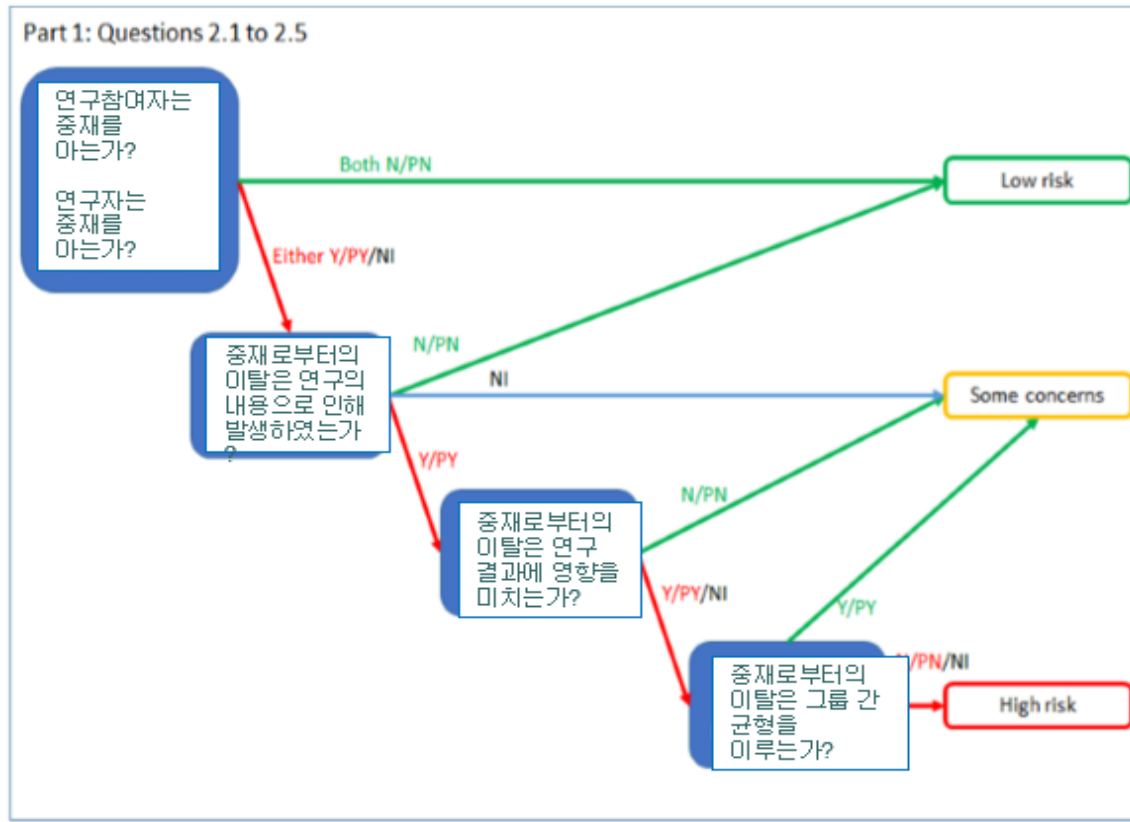 Part 1: Questions 2.1 to 2.5
연구참여자는
중재를
아는가?
연구자는
중재를
아는가?
Both N/PN
Low risk
Either Y/PY/NI
중재로부터의
이탈은 연구의
내용으로 인해
발생하였는가
?
N/PN
NI
Some concerns
Y/PY
중재로부터의
이탈은 연구
결과에 영향을
미치는가?
N/PN
Y/PY/NI
Y/PY
중재로부터의
이탈은 그룹 간
균형을
이루는가?
N/PN/NI
High risk